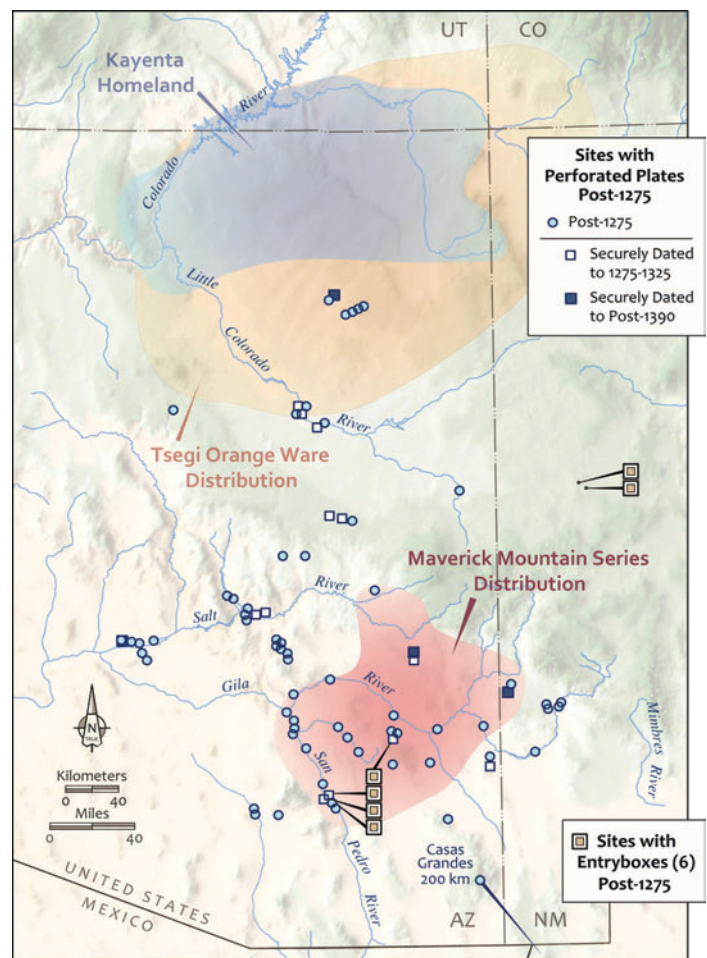 UT
CO
Kayenta
Homeland
River
Colorado
Sites with
Perforated Plates
Post-1275
Post-1275
Securely Dated
to 1275-1325
Securely Dated
to Post-1390
Little
Colorado
River
Tsegi Orange Ware
Distribution
Maverick Mountain Series
Distribution
River
Salt
Gila
River
Mimbres
River
N
TRUE
Kilometers
0
40
Miles
0
40
San
Pedro
River
Casas
Grandes
200 km
Sites with
Entryboxes (6)
Post-1275
UNITED STATES
MEXICO
AZ
NM